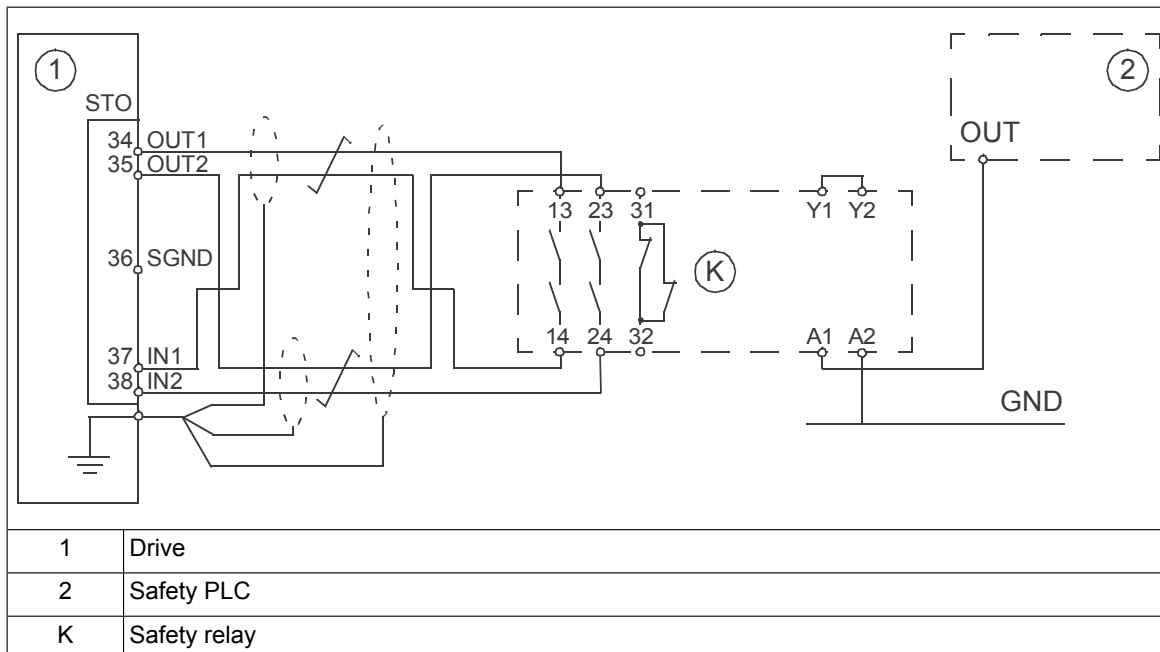 1
2
STO
34 OUT1
35 OUT2
OUT
13 23 31 Y1 Y2
36 SGND
K
14 24 32 A1 A2
37 IN1
38 IN2
GND
1 Drive
2 Safety PLC
K Safety relay